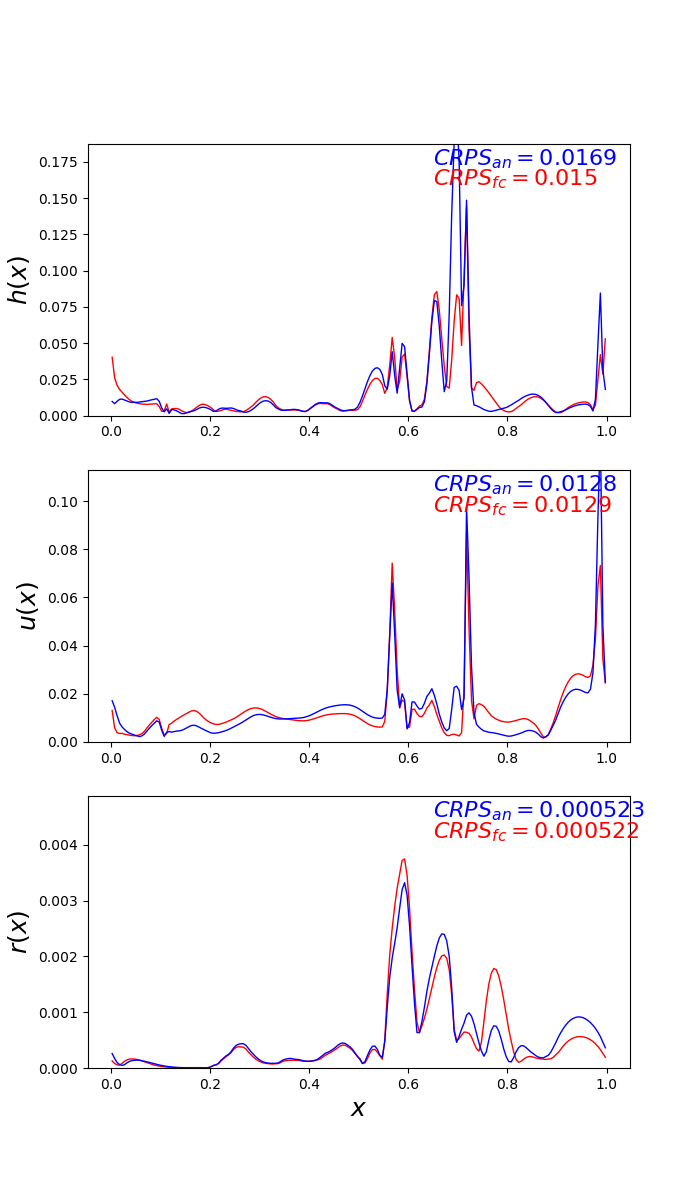 CRPS_an = 0.0169
CRPS_fc = 0.015
0.175
0.150
0.125
0.100
0.075
0.050
0.025
0.000
h(x)
0.0 0.2 0.4 0.6 0.8 1.0
CRPS_an = 0.0128
CRPS_fc = 0.0129
0.10
0.08
0.06
0.04
0.02
0.00
u(x)
0.0 0.2 0.4 0.6 0.8 1.0
CRPS_an = 0.000523
CRPS_fc = 0.000522
0.004
0.003
0.002
0.001
0.000
r(x)
0.0 0.2 0.4 0.6 0.8 1.0
x